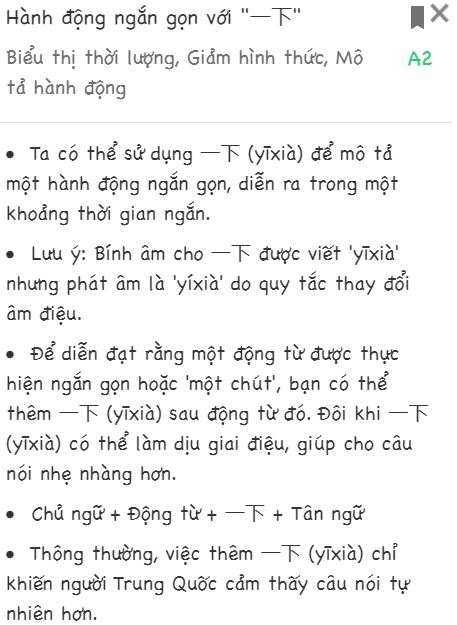 Hành động ngắn gọn với "一下"
Biểu thị thời lượng, Giảm hình thức, Mô
tả hành động
A2
• Ta có thể sử dụng 一下 (yīxià) để mô tả
một hành động ngắn gọn, diễn ra trong một
khoảng thời gian ngắn.
• Lưu ý: Bính âm cho 一下 được viết 'yīxià'
nhưng phát âm là 'yíxià' do quy tắc thay đổi
âm điệu.
• Để diễn đạt rằng một động từ được thực
hiện ngắn gọn hoặc 'một chút', bạn có thể
thêm 一下 (yīxià) sau động từ đó. Đôi khi 一下
(yīxià) có thể làm dịu giai điệu, giúp cho câu
nói nhẹ nhàng hơn.
• Chủ ngữ + Động từ + 一下 + Tân ngữ
• Thông thường, việc thêm 一下 (yīxià) chỉ
khiến người Trung Quốc cảm thấy câu nói tự
nhiên hơn.